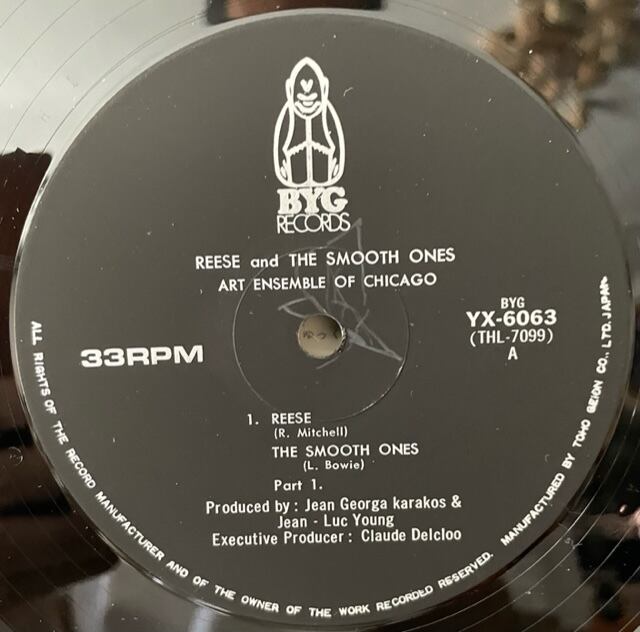 BYG
RECORDS
REESE and THE SMOOTH ONES
ART ENSEMBLE OF CHICAGO
33RPM
BYG
YX-6063
(THL-7099)
A
1. REESE
(R. Mitchell)
THE SMOOTH ONES
(L. Bowie)
Part 1.
Produced by : Jean Georga karakos &
Jean - Luc Young
Executive Producer : Claude Delcloo
ALL RIGHTS OF THE RECORD MANUFACTURER AND OF THE OWNER OF THE WORK RECORDED RESERVED. MANUFACTURED BY TOHO GEION CO., LTD. JAPAN